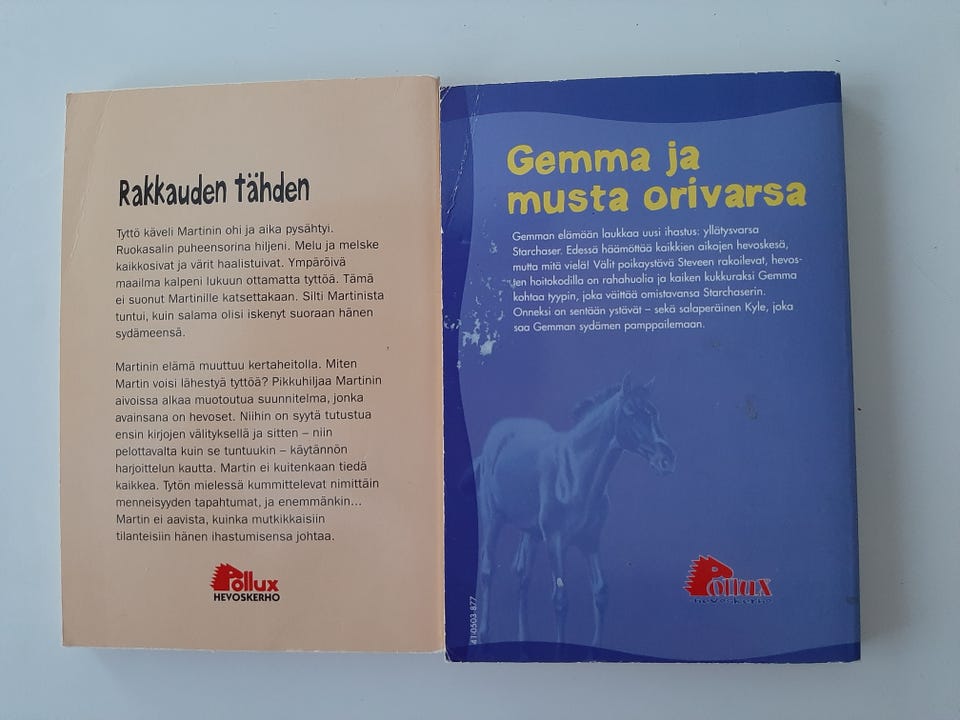 Rakkauden tähden
Tyttö käveli Martinin ohi ja aika pysähtyi.
Ruokasalin puheensorina hiljeni. Melu ja melske
kaikkosivat ja värit haalistuivat. Ympäröivä
maailma kalpeni lukuun ottamatta tyttöä. Tämä
ei suonut Martinille katsettakaan. Silti Martinista
tuntui, kuin salama olisi iskenyt suoraan hänen
sydämeensä.
Martinin elämä muuttuu kertaheitolla. Miten
Martin voisi lähestyä tyttöä? Pikkuhiljaa Martinin
aivoissa alkaa muotoutua suunnitelma, jonka
avainsana on hevoset. Niihin on syytä tutustua
ensin kirjojen välityksellä ja sitten – niin
pelottavalta kuin se tuntuukin – käytännön
harjoittelun kautta. Martin ei kuitenkaan tiedä
kaikkea. Tytön mielessä kummittelevat nimittäin
menneisyyden tapahtumat, ja enemmänkin...
Martin ei aavista, kuinka mutkikkaisiin
tilanteisiin hänen ihastumisensa johtaa.
Pollux
HEVOSKERHO
Gemma ja
musta orivarsa
Gemman elämään laukkaa uusi ihastus: yllätysvarsa
Starchaser. Edessä häämöttää kaikkien aikojen hevoskesä,
mutta mitä vielä! Välit poikaystävä Steveen rakoilevat, hevos-
ten hoitokodilla on rahahuolia ja kaiken kukkuraksi Gemma
kohtaa tyypin, joka väittää omistavansa Starchaserin.
Onneksi on sentään ystävät – sekä salaperäinen Kyle, joka
saa Gemman sydämen pamppailemaan.
Pollux
HEVOSKERHO
41-0503-877